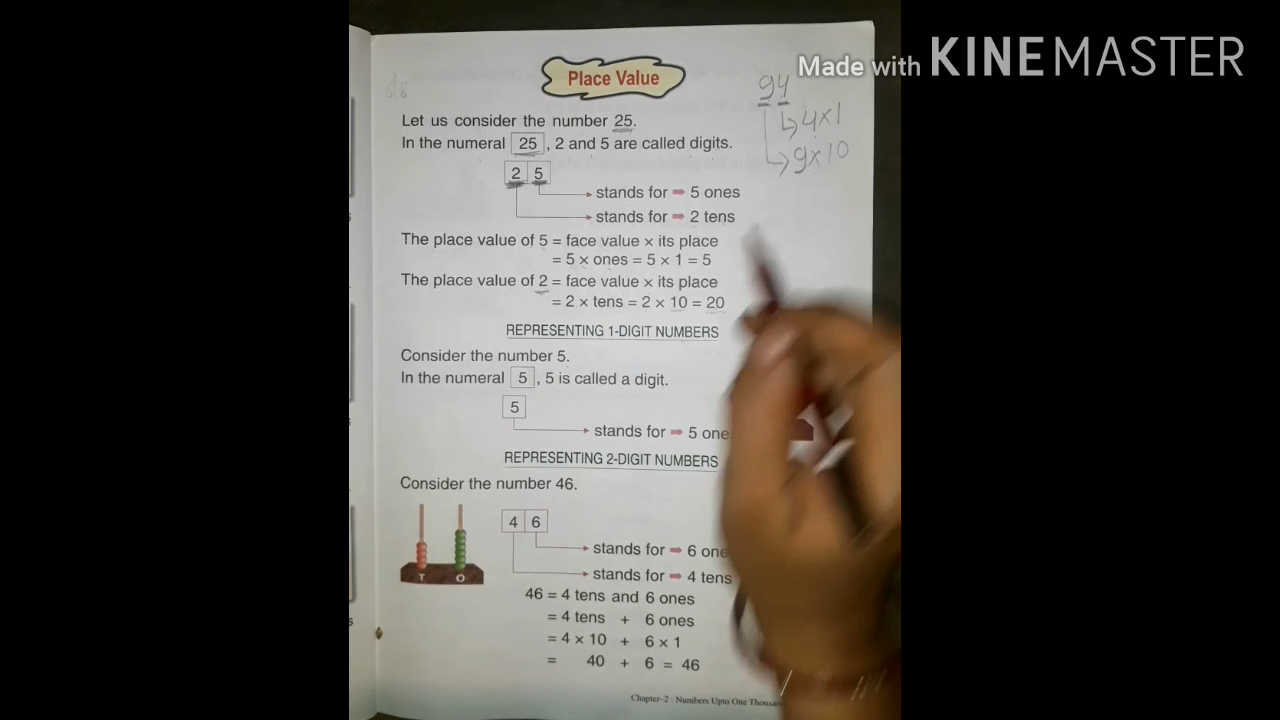 Made with KINEMASTER
Place Value
94
4×1
9×10
Let us consider the number 25.
In the numeral 25, 2 and 5 are called digits.
2 5
stands for ➡ 5 ones
stands for ➡ 2 tens
The place value of 5 = face value × its place
= 5 × ones = 5 × 1 = 5
The place value of 2 = face value × its place
= 2 × tens = 2 × 10 = 20
REPRESENTING 1-DIGIT NUMBERS
Consider the number 5.
In the numeral 5, 5 is called a digit.
5
stands for ➡ 5 one
REPRESENTING 2-DIGIT NUMBERS
Consider the number 46.
4 6
stands for ➡ 6 one
stands for ➡ 4 tens
T O
46 = 4 tens and 6 ones
= 4 tens + 6 ones
= 4 × 10 + 6 × 1
= 40 + 6 = 46
Chapter-2 : Numbers Upto One